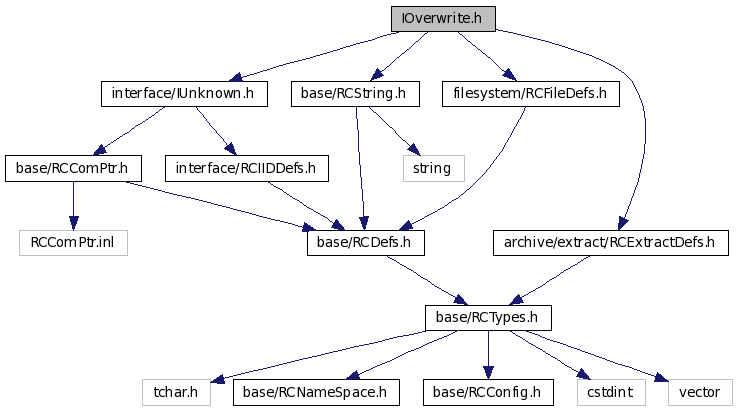 IOverwrite.h
interface/IUnknown.h
base/RCString.h
filesystem/RCFileDefs.h
base/RCComPtr.h
interface/RCIIDDefs.h
string
RCComPtr.inl
base/RCDefs.h
archive/extract/RCExtractDefs.h
base/RCTypes.h
tchar.h
base/RCNameSpace.h
base/RCConfig.h
cstdint
vector